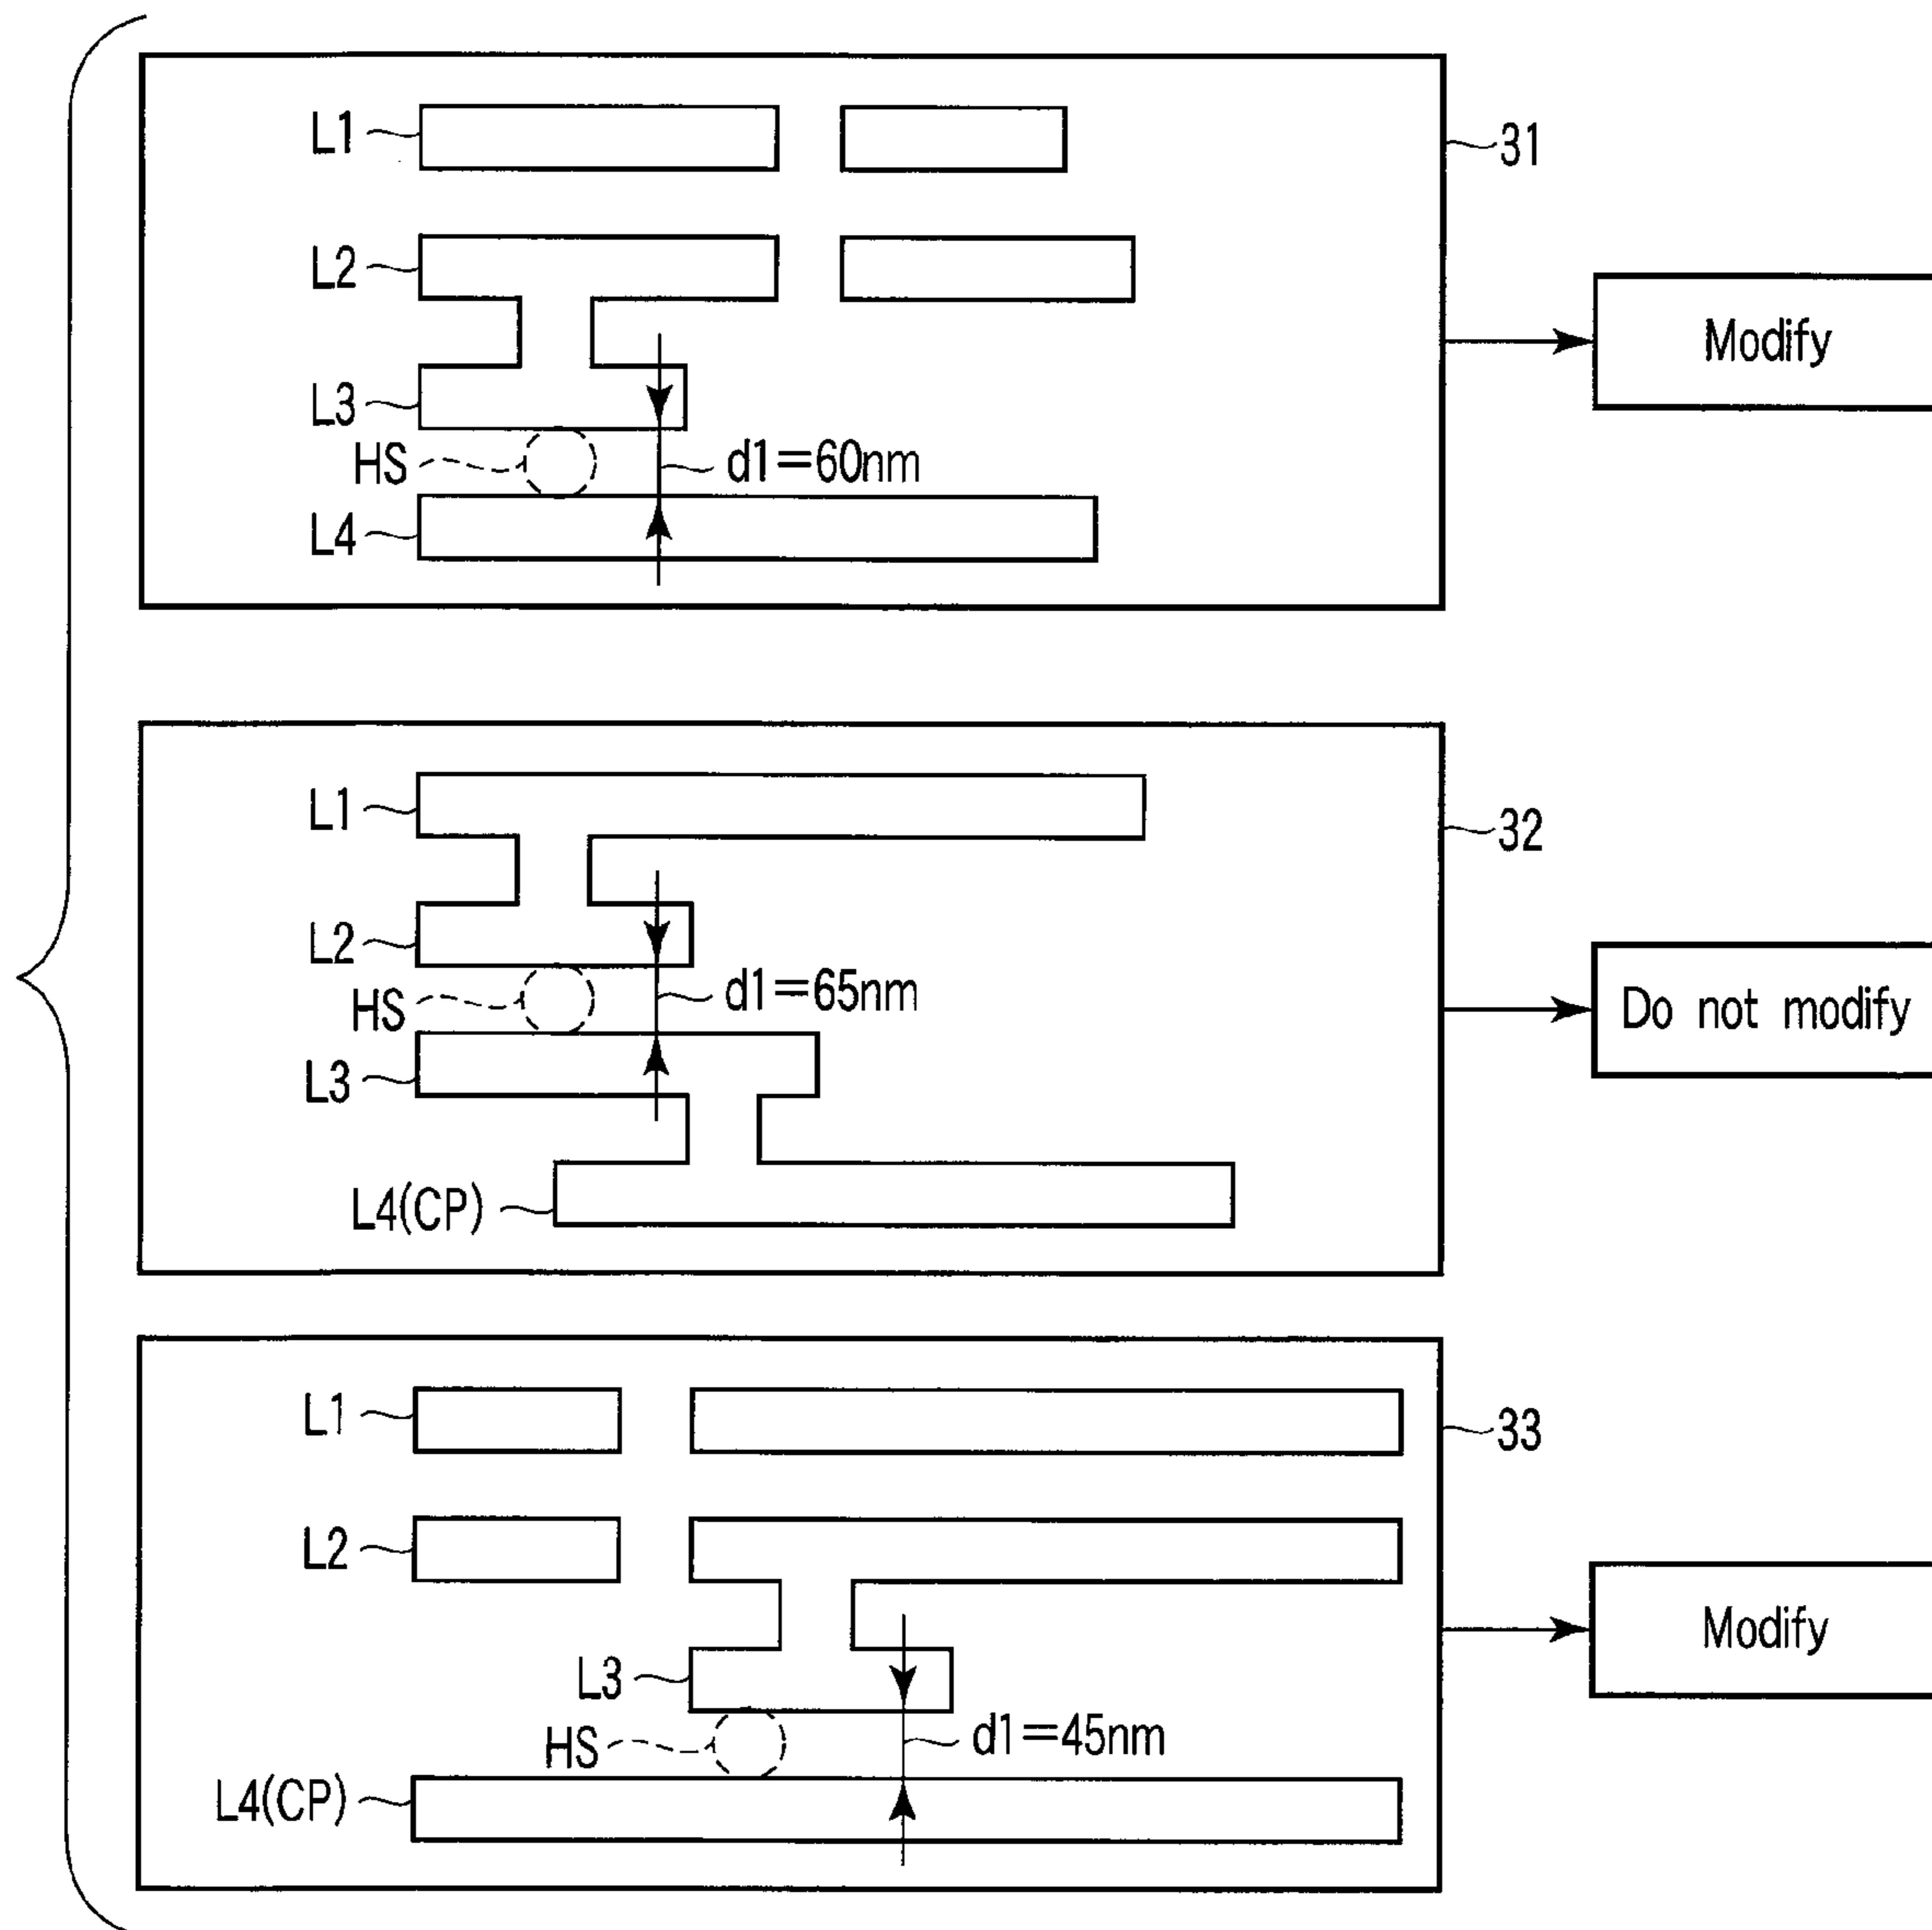 L1
31
L2
Modify
L3
HS
d1=60nm
L4
L1
32
L2
HS
d1=65nm
Do not modify
L3
L4(CP)
L1
33
L2
Modify
L3
HS
d1=45nm
L4(CP)